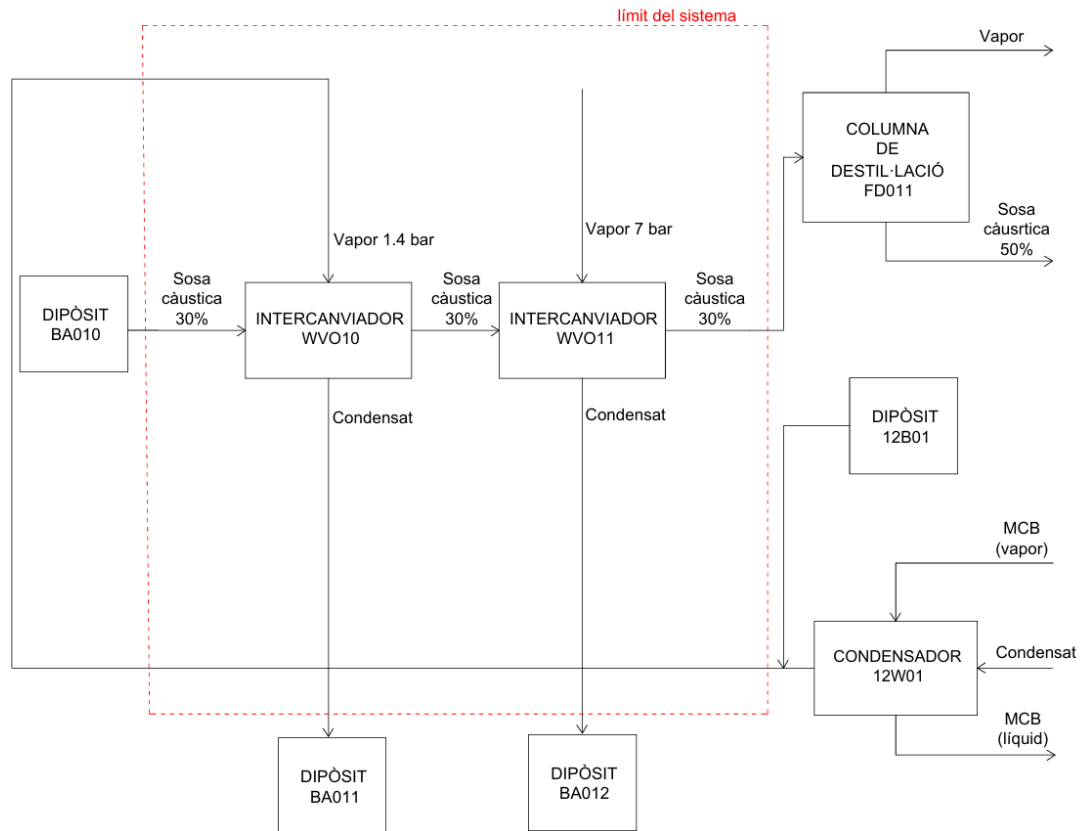 límit del sistema
Vapor
COLUMNA
DE
DESTIL·LACIÓ
FD011
Sosa
càusrtica
50%
Vapor 1.4 bar
Vapor 7 bar
DIPÒSIT
BA010
Sosa
càustica
30%
INTERCANVIADOR
WVO10
Sosa
càustica
30%
INTERCANVIADOR
WVO11
Sosa
càustica
30%
Condensat
Condensat
DIPÒSIT
12B01
MCB
(vapor)
CONDENSADOR
12W01
Condensat
MCB
(líquid)
DIPÒSIT
BA011
DIPÒSIT
BA012